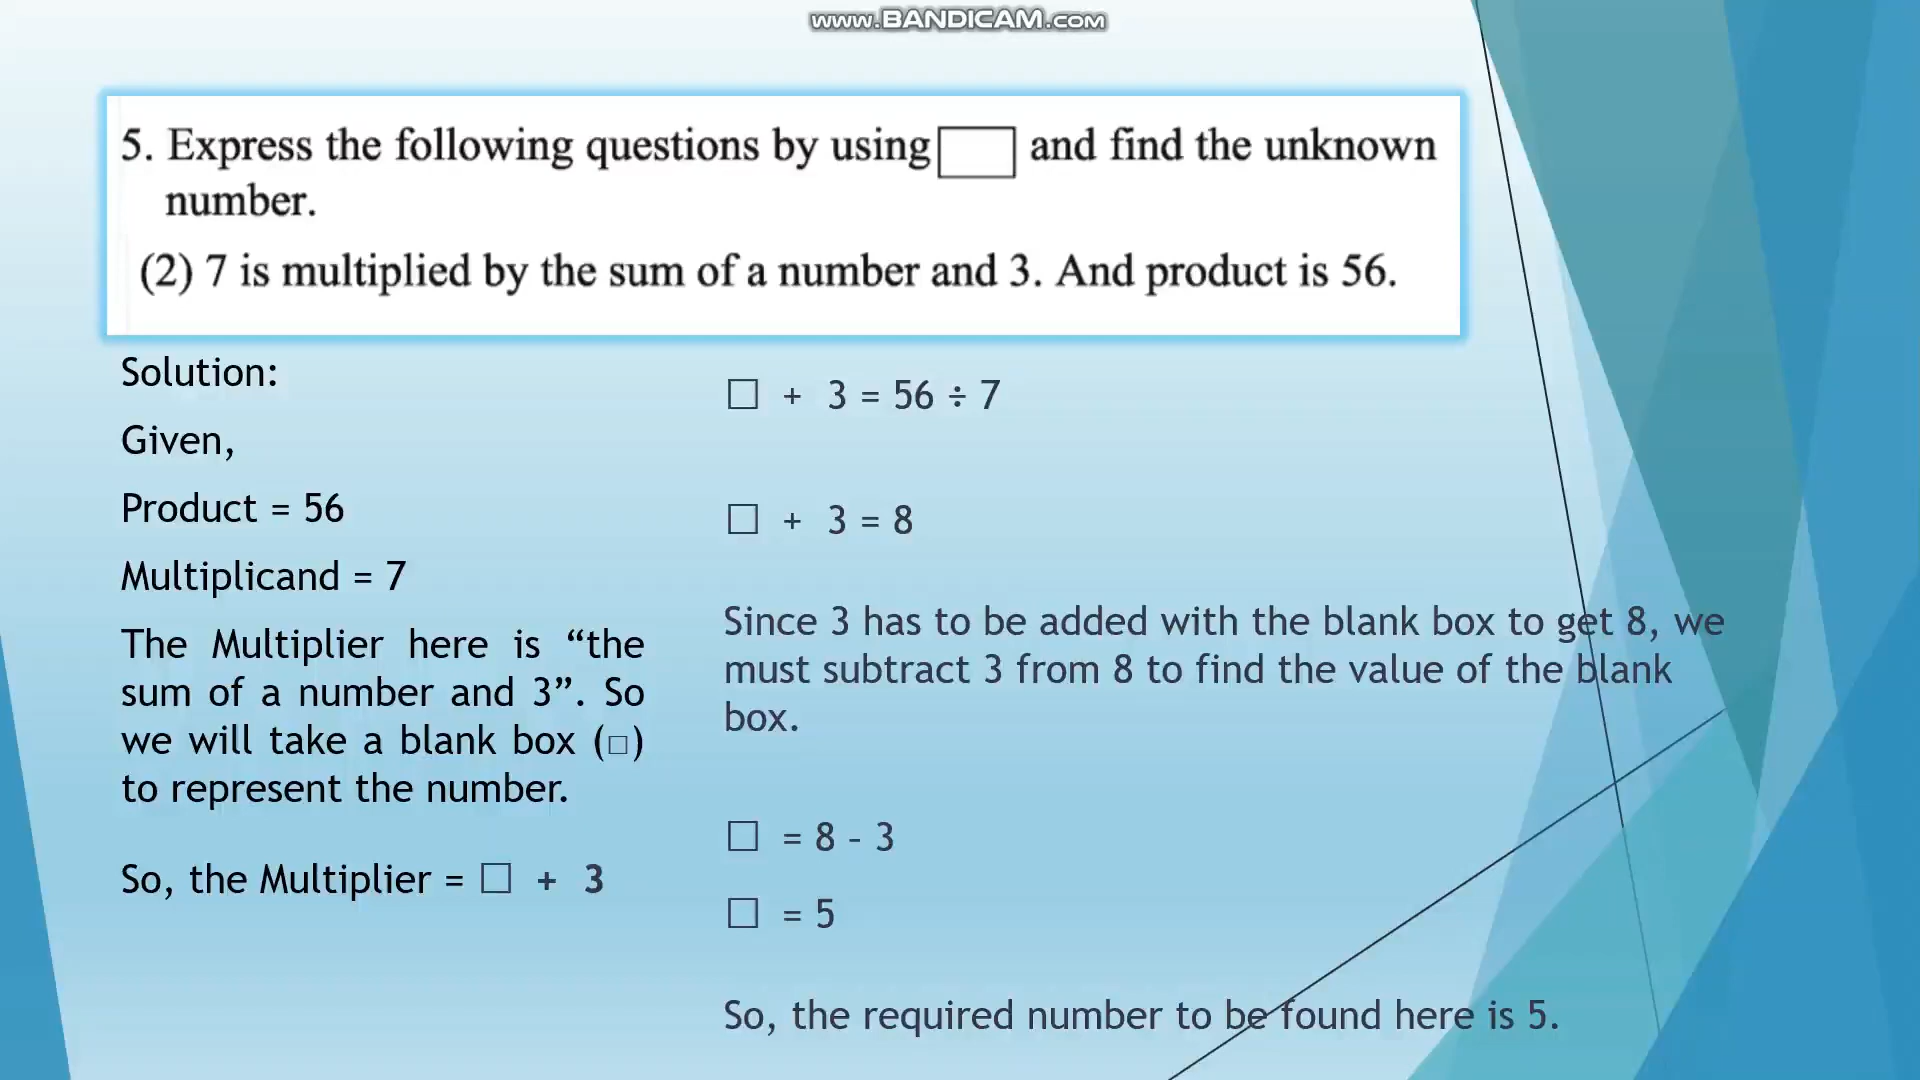 www.BANDICAM.com
5. Express the following questions by using □ and find the unknown
number.
(2) 7 is multiplied by the sum of a number and 3. And product is 56.
Solution:
Given,
Product = 56
Multiplicand = 7
The Multiplier here is “the
sum of a number and 3”. So
we will take a blank box (□)
to represent the number.
So, the Multiplier = □ + 3
□ + 3 = 56 ÷ 7
□ + 3 = 8
Since 3 has to be added with the blank box to get 8, we
must subtract 3 from 8 to find the value of the blank
box.
□ = 8 – 3
□ = 5
So, the required number to be found here is 5.